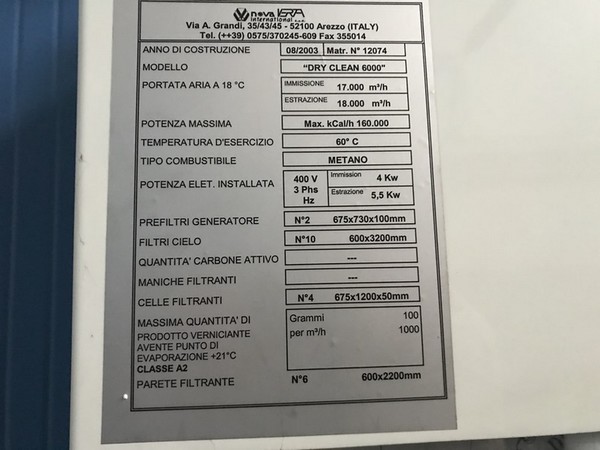 nova VERTA
international s.r.l.
Via A. Grandi, 35/43/45 - 52100 Arezzo (ITALY)
Tel. (++39) 0575/370245-609 Fax 355014
ANNO DI COSTRUZIONE 08/2003 Matr. N° 12074
MODELLO "DRY CLEAN 6000"
PORTATA ARIA A 18 °C IMMISSIONE 17.000 m³/h
ESTRAZIONE 18.000 m³/h
POTENZA MASSIMA Max. kCal/h 160.000
TEMPERATURA D'ESERCIZIO 60° C
TIPO COMBUSTIBILE METANO
POTENZA ELET. INSTALLATA 400 V 3 Phs Hz Immission 4 Kw
Estrazione 5,5 Kw
PREFILTRI GENERATORE N°2 675x730x100mm
FILTRI CIELO N°10 600x3200mm
QUANTITA' CARBONE ATTIVO ---
MANICHE FILTRANTI ---
CELLE FILTRANTI N°4 675x1200x50mm
MASSIMA QUANTITA' DI Grammi 100
PRODOTTO VERNICIANTE per m³/h 1000
AVENTE PUNTO DI
EVAPORAZIONE +21°C
CLASSE A2
PARETE FILTRANTE N°6 600x2200mm